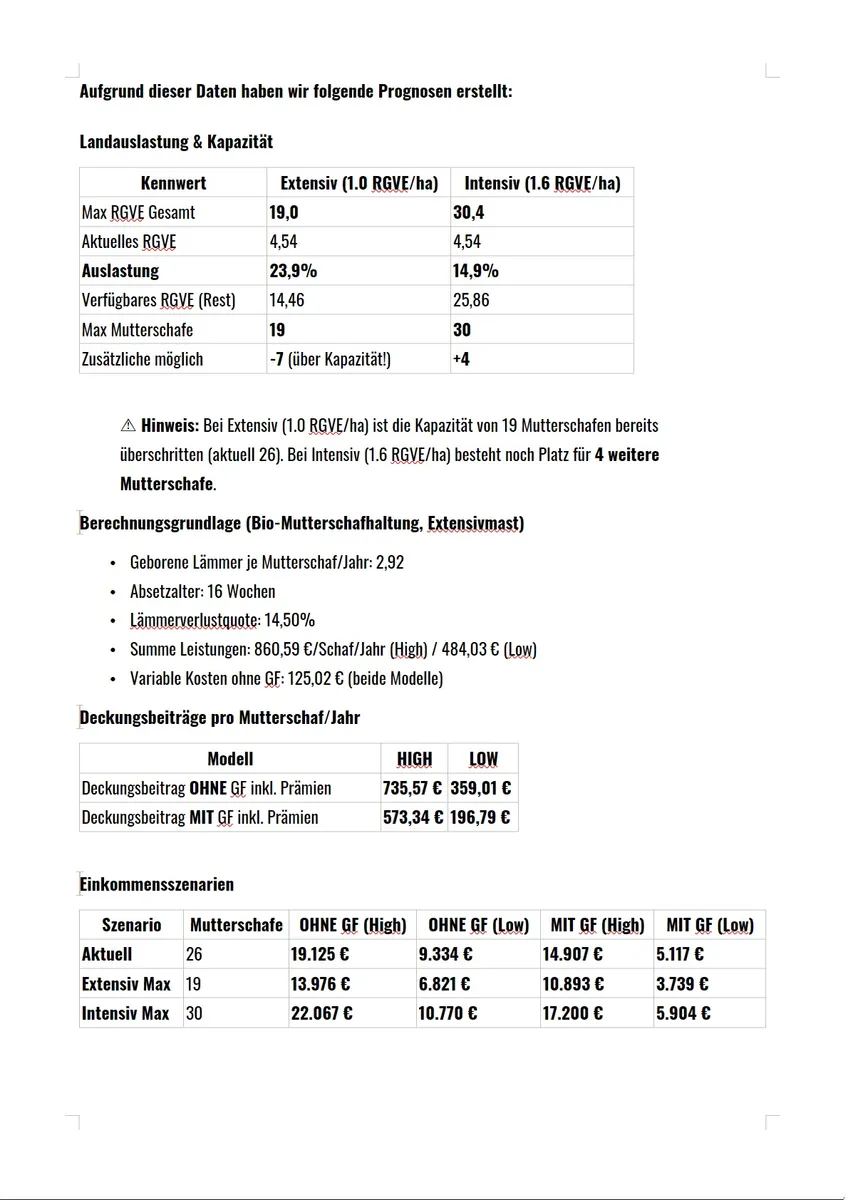 Aufgrund dieser Daten haben wir folgende Prognosen erstellt:
Landauslastung & Kapazität
Kennwert Extensiv (1.0 RGVE/ha) Intensiv (1.6 RGVE/ha)
Max RGVE Gesamt 19,0 30,4
Aktuelles RGVE 4,54 4,54
Auslastung 23,9% 14,9%
Verfügbares RGVE (Rest) 14,46 25,86
Max Mutterschafe 19 30
Zusätzliche möglich -7 (über Kapazität!) +4
⚠ Hinweis: Bei Extensiv (1.0 RGVE/ha) ist die Kapazität von 19 Mutterschafen bereits
überschritten (aktuell 26). Bei Intensiv (1.6 RGVE/ha) besteht noch Platz für 4 weitere
Mutterschafe.
Berechnungsgrundlage (Bio-Mutterschafhaltung, Extensivmast)
• Geborene Lämmer je Mutterschaf/Jahr: 2,92
• Absetzalter: 16 Wochen
• Lämmerverlustquote: 14,50%
• Summe Leistungen: 860,59 €/Schaf/Jahr (High) / 484,03 € (Low)
• Variable Kosten ohne GF: 125,02 € (beide Modelle)
Deckungsbeiträge pro Mutterschaf/Jahr
Modell HIGH LOW
Deckungsbeitrag OHNE GF inkl. Prämien 735,57 € 359,01 €
Deckungsbeitrag MIT GF inkl. Prämien 573,34 € 196,79 €
Einkommensszenarien
Szenario Mutterschafe OHNE GF (High) OHNE GF (Low) MIT GF (High) MIT GF (Low)
Aktuell 26 19.125 € 9.334 € 14.907 € 5.117 €
Extensiv Max 19 13.976 € 6.821 € 10.893 € 3.739 €
Intensiv Max 30 22.067 € 10.770 € 17.200 € 5.904 €